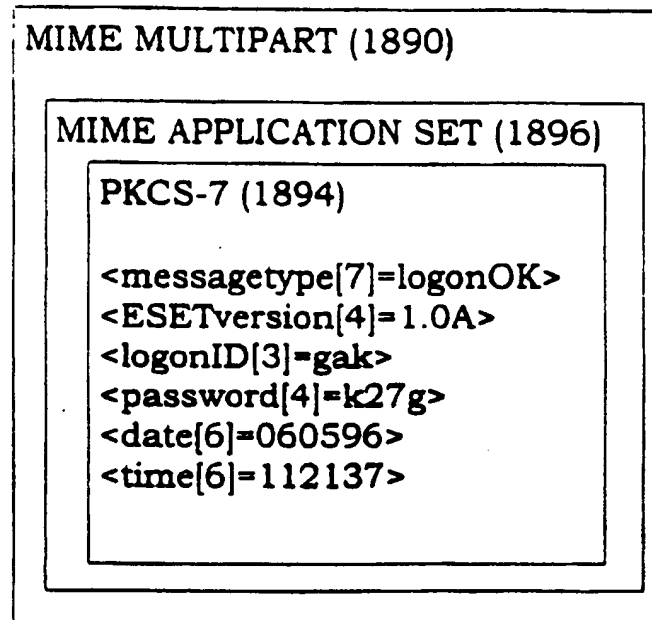 MIME MULTIPART (1890)
MIME APPLICATION SET (1896)
PKCS-7 (1894)
<messagetype[7]=logonOK>
<ESETversion[4]=1.0A>
<logonID[3]=gak>
<password[4]=k27g>
<date[6]=060596>
<time[6]=112137>